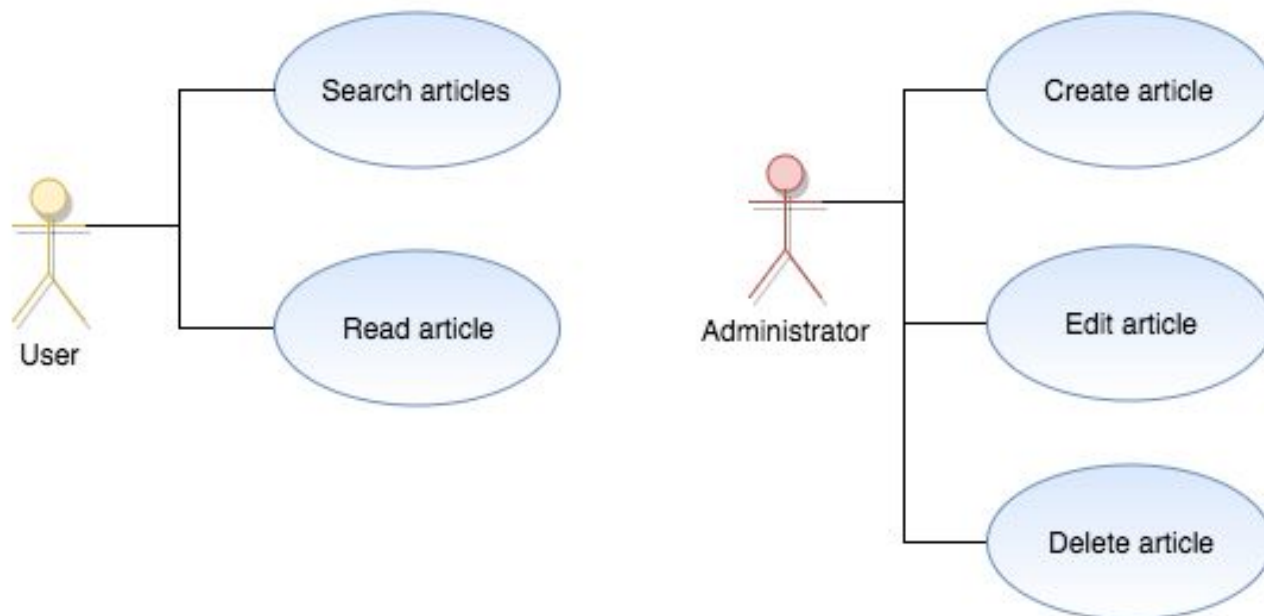 Search articles
Read article
User
Create article
Administrator
Edit article
Delete article